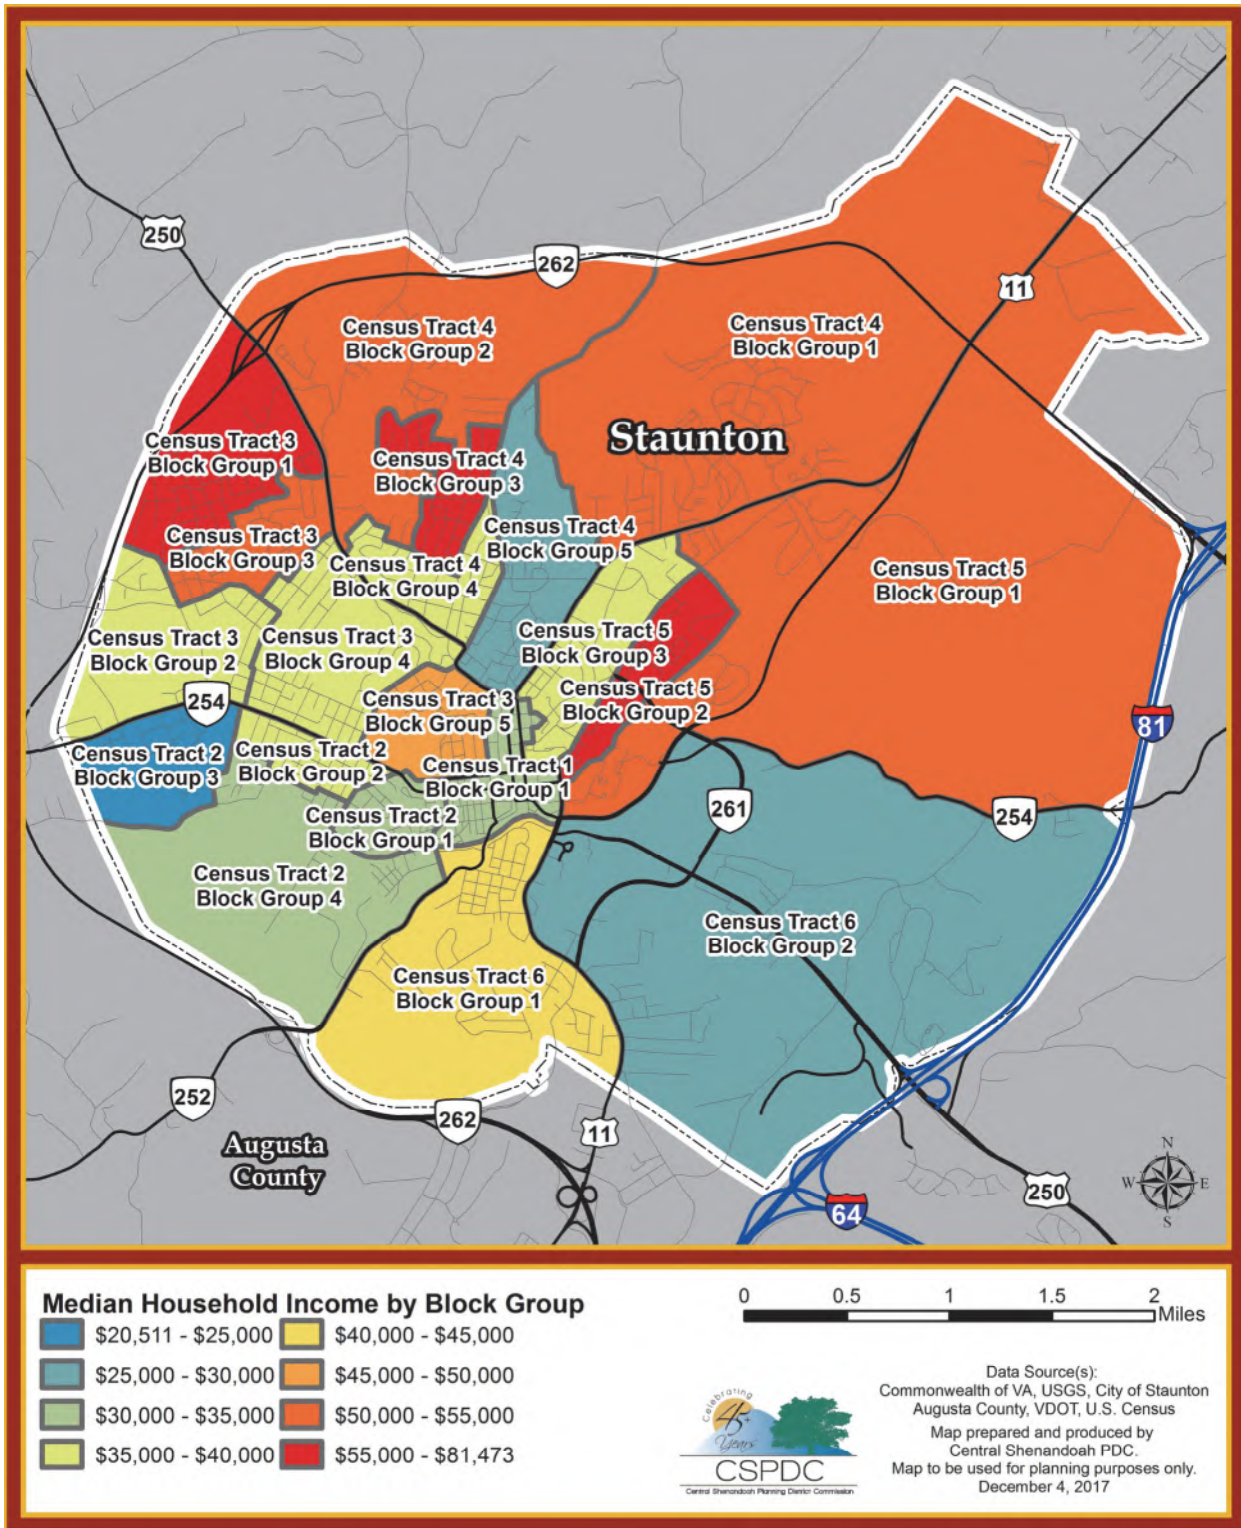 250
262
11
Census Tract 4
Block Group 2
Census Tract 4
Block Group 1
Staunton
Census Tract 3
Block Group 1
Census Tract 4
Block Group 3
Census Tract 3
Block Group 3
Census Tract 4
Block Group 5
Census Tract 4
Block Group 4
Census Tract 5
Block Group 1
Census Tract 3
Block Group 2
Census Tract 3
Block Group 4
Census Tract 5
Block Group 3
254
Census Tract 3
Block Group 5
Census Tract 5
Block Group 2
81
Census Tract 2
Block Group 3
Census Tract 2
Block Group 2
Census Tract 1
Block Group 1
261
254
Census Tract 2
Block Group 1
Census Tract 2
Block Group 4
Census Tract 6
Block Group 2
Census Tract 6
Block Group 1
252
262
11
Augusta
County
250
64
N
W
E
S
Median Household Income by Block Group
$20,511 - $25,000
$25,000 - $30,000
$30,000 - $35,000
$35,000 - $40,000
$40,000 - $45,000
$45,000 - $50,000
$50,000 - $55,000
$55,000 - $81,473
0 0.5 1 1.5 2
Miles
Celebrating
45+
Years
CSPDC
Central Shenandoah Planning District Commission
Data Source(s):
Commonwealth of VA, USGS, City of Staunton
Augusta County, VDOT, U.S. Census
Map prepared and produced by
Central Shenandoah PDC.
Map to be used for planning purposes only.
December 4, 2017